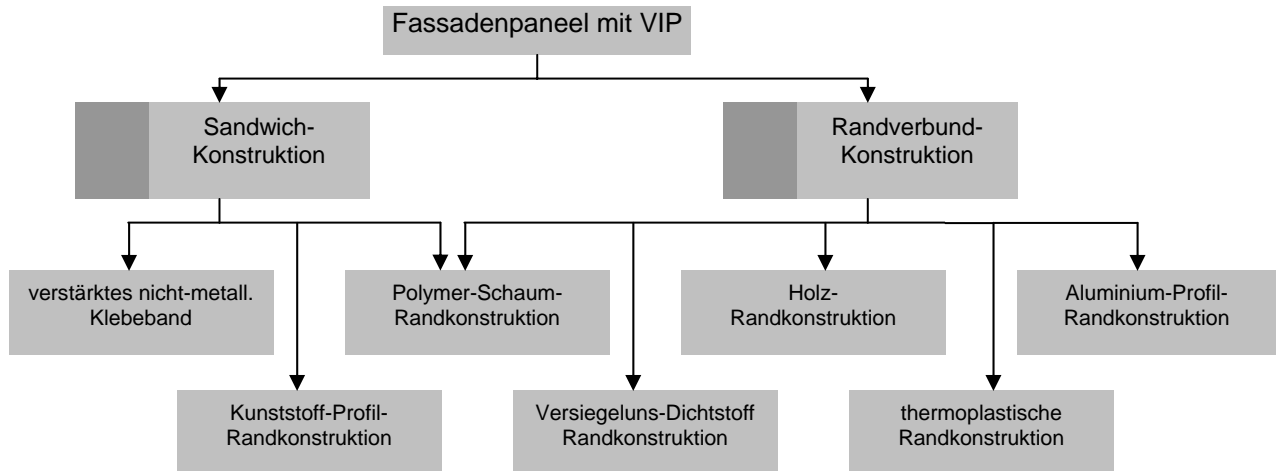 Fassadenpaneel mit VIP
Sandwich-
Konstruktion
Randverbund-
Konstruktion
verstärktes nicht-metall.
Klebeband
Polymer-Schaum-
Randkonstruktion
Holz-
Randkonstruktion
Aluminium-Profil-
Randkonstruktion
Kunststoff-Profil-
Randkonstruktion
Versiegeluns-Dichtstoff
Randkonstruktion
thermoplastische
Randkonstruktion